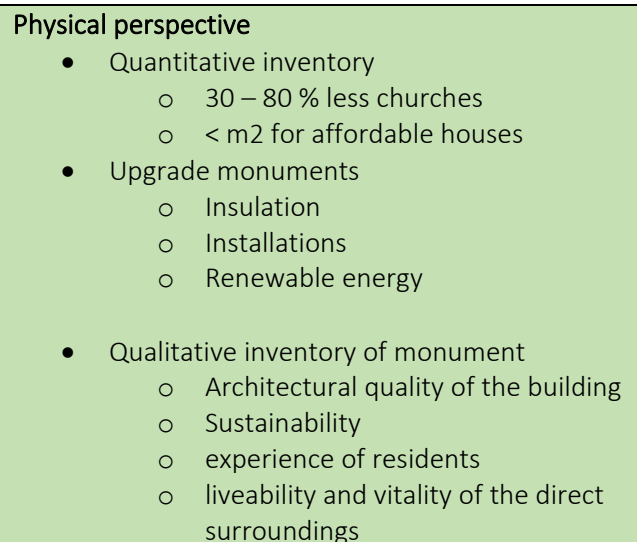 Physical perspective
• Quantitative inventory
o 30 – 80 % less churches
o < m2 for affordable houses
• Upgrade monuments
o Insulation
o Installations
o Renewable energy
• Qualitative inventory of monument
o Architectural quality of the building
o Sustainability
o experience of residents
o liveability and vitality of the direct
surroundings